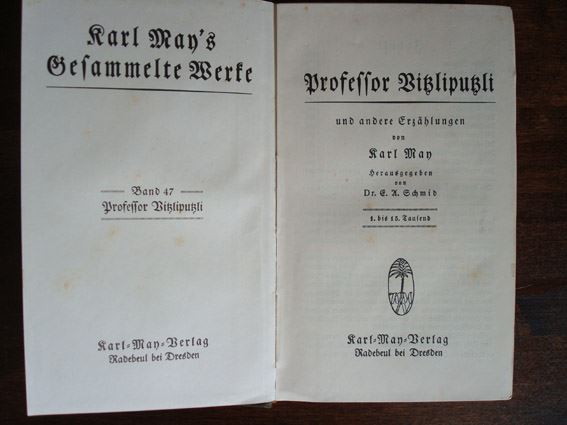 Karl May's
Gesammelte Werke
Band 47
Professor Vitzliputzli
Karl-May-Verlag
Radebeul bei Dresden
Professor Vitzliputzli
und andere Erzählungen
von
Karl May
Herausgegeben
von
Dr. E. A. Schmid
1. bis 15. Tausend
Karl-May-Verlag
Radebeul bei Dresden